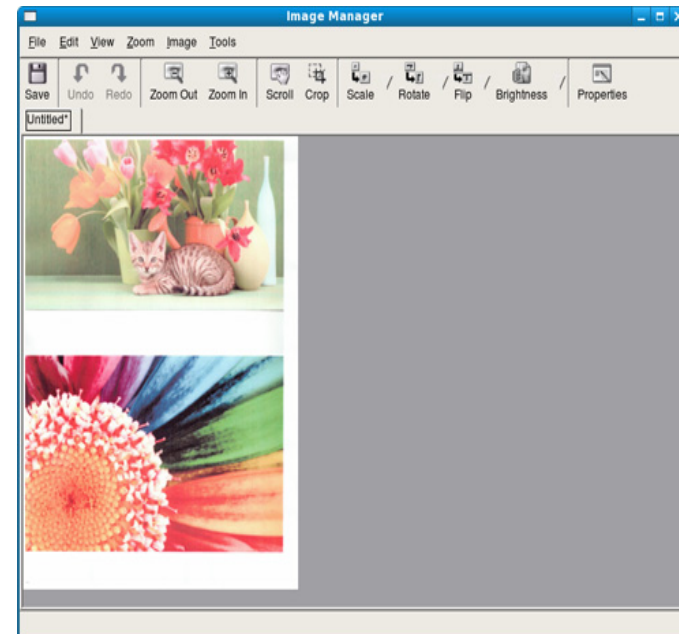 Image Manager
File Edit View Zoom Image Tools
Save Undo Redo Zoom Out Zoom In Scroll Crop Scale Rotate Flip Brightness Properties
Untitled*